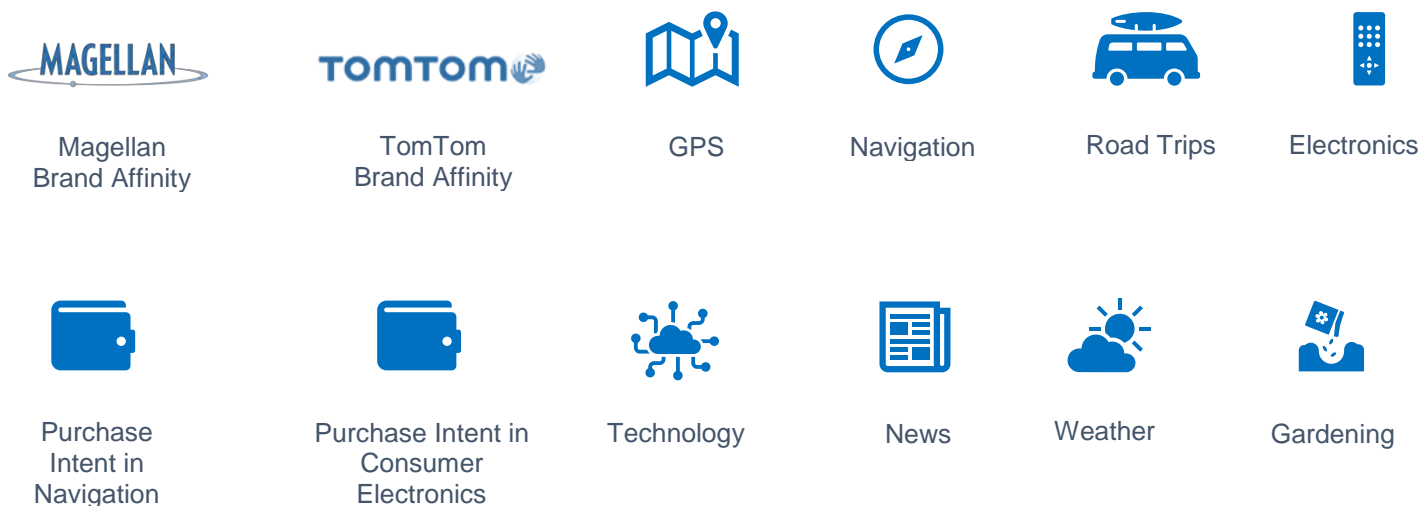 MAGELLAN
TOMTOM
Magellan
Brand Affinity
TomTom
Brand Affinity
GPS
Navigation
Road Trips
Electronics
Purchase
Intent in
Navigation
Purchase Intent in
Consumer
Electronics
Technology
News
Weather
Gardening